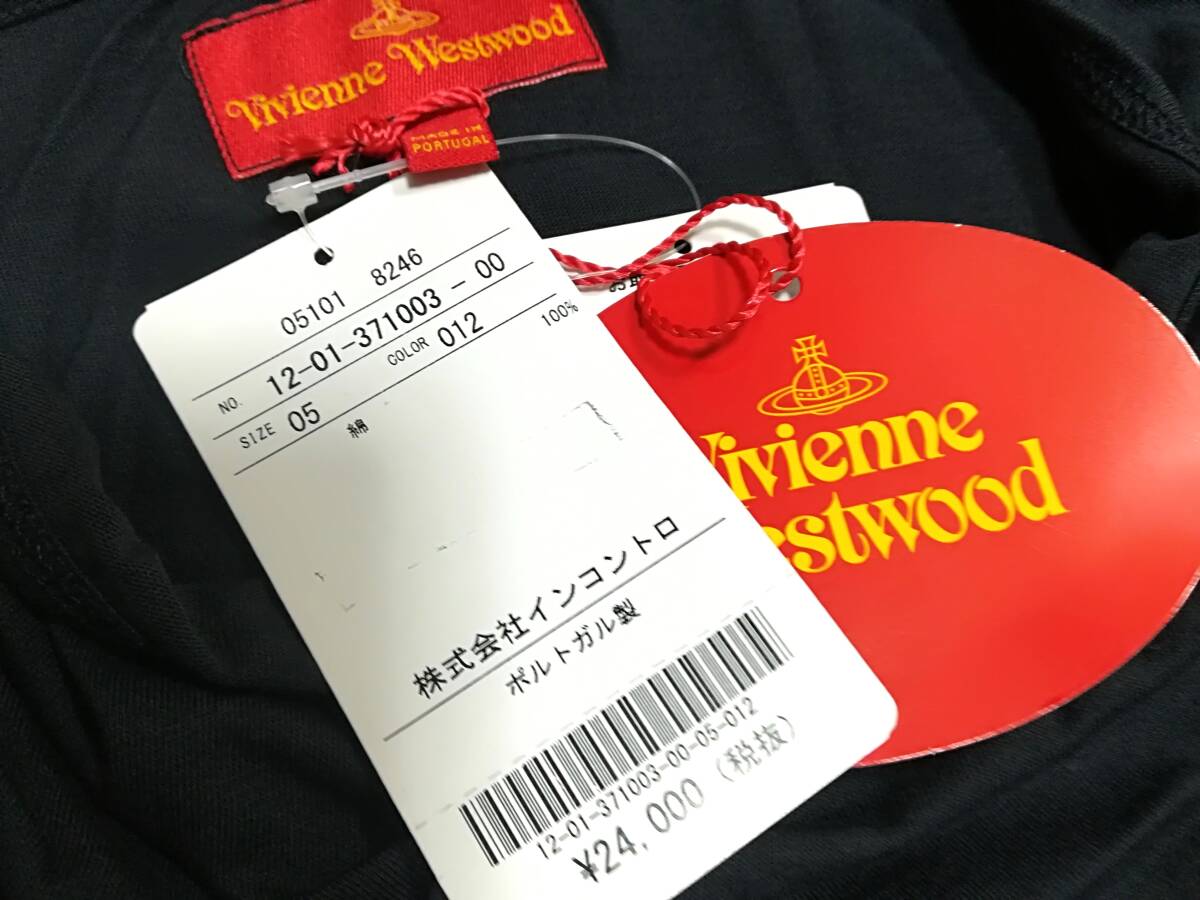 Vivienne Westwood
MADE IN
PORTUGAL
05101 8246
NO. 12-01-371003-00
SIZE 05 COLOR 012
綿 100%
株式会社インコントロ
ポルトガル製
12-01-371003-00-05-012
¥24,000 (税抜)
Vivienne
Westwood